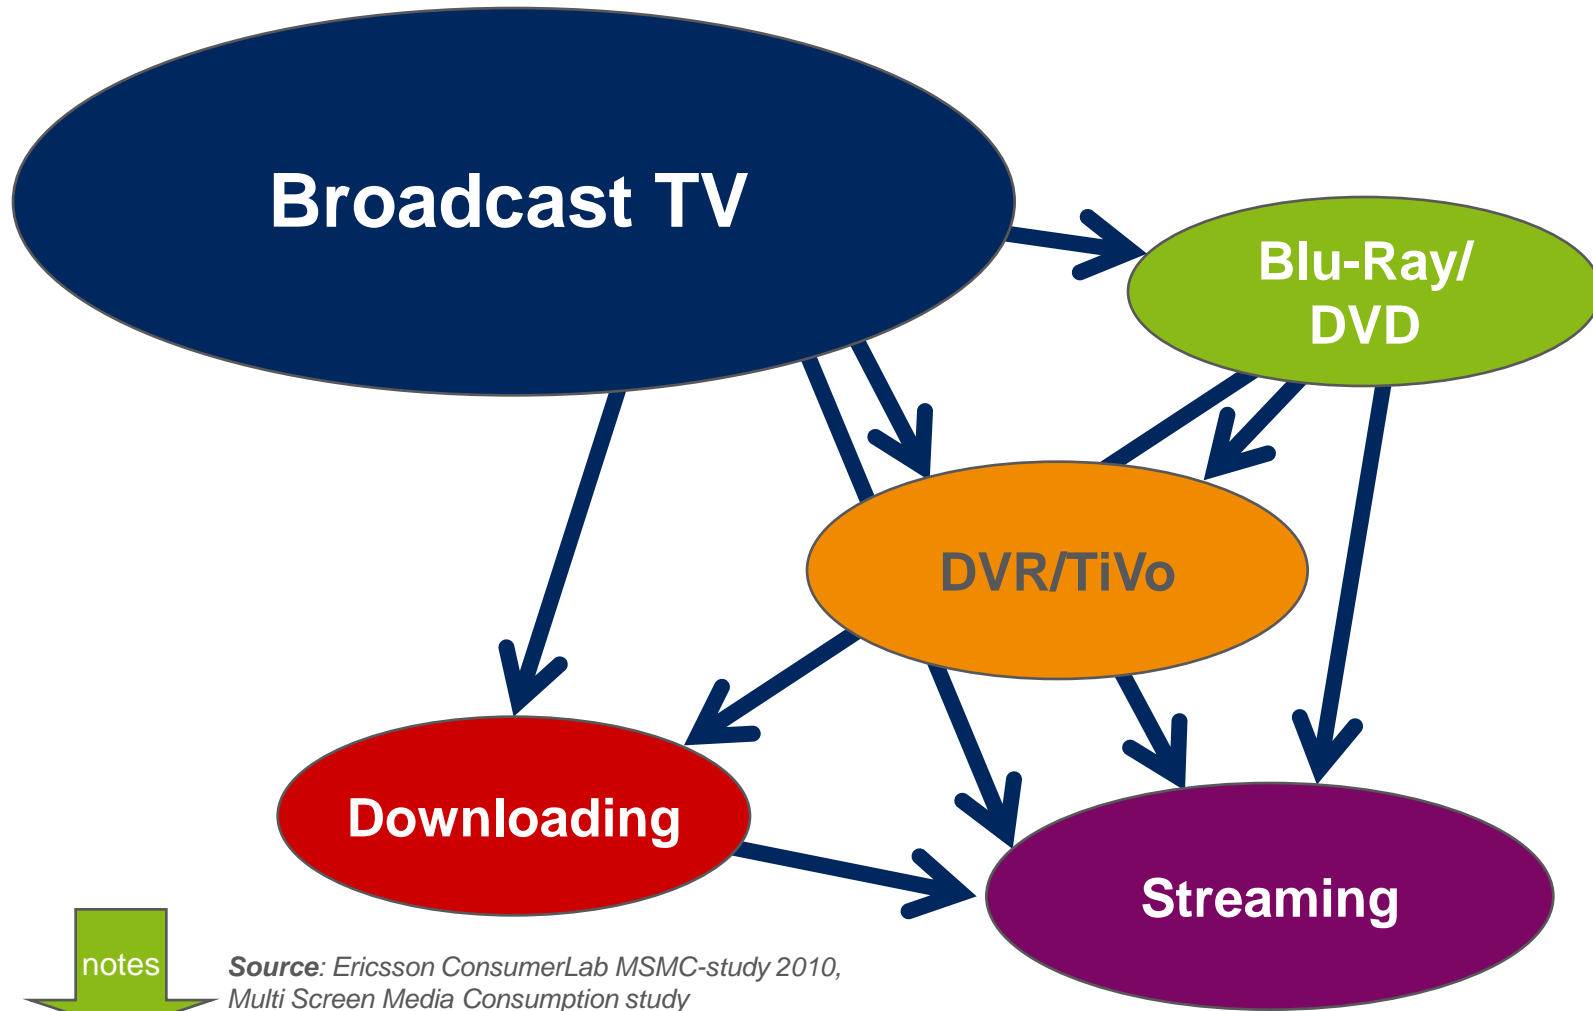 Broadcast TV
Blu-Ray/
DVD
DVR/TiVo
Downloading
Streaming
notes
Source: Ericsson ConsumerLab MSMC-study 2010,
Multi Screen Media Consumption study